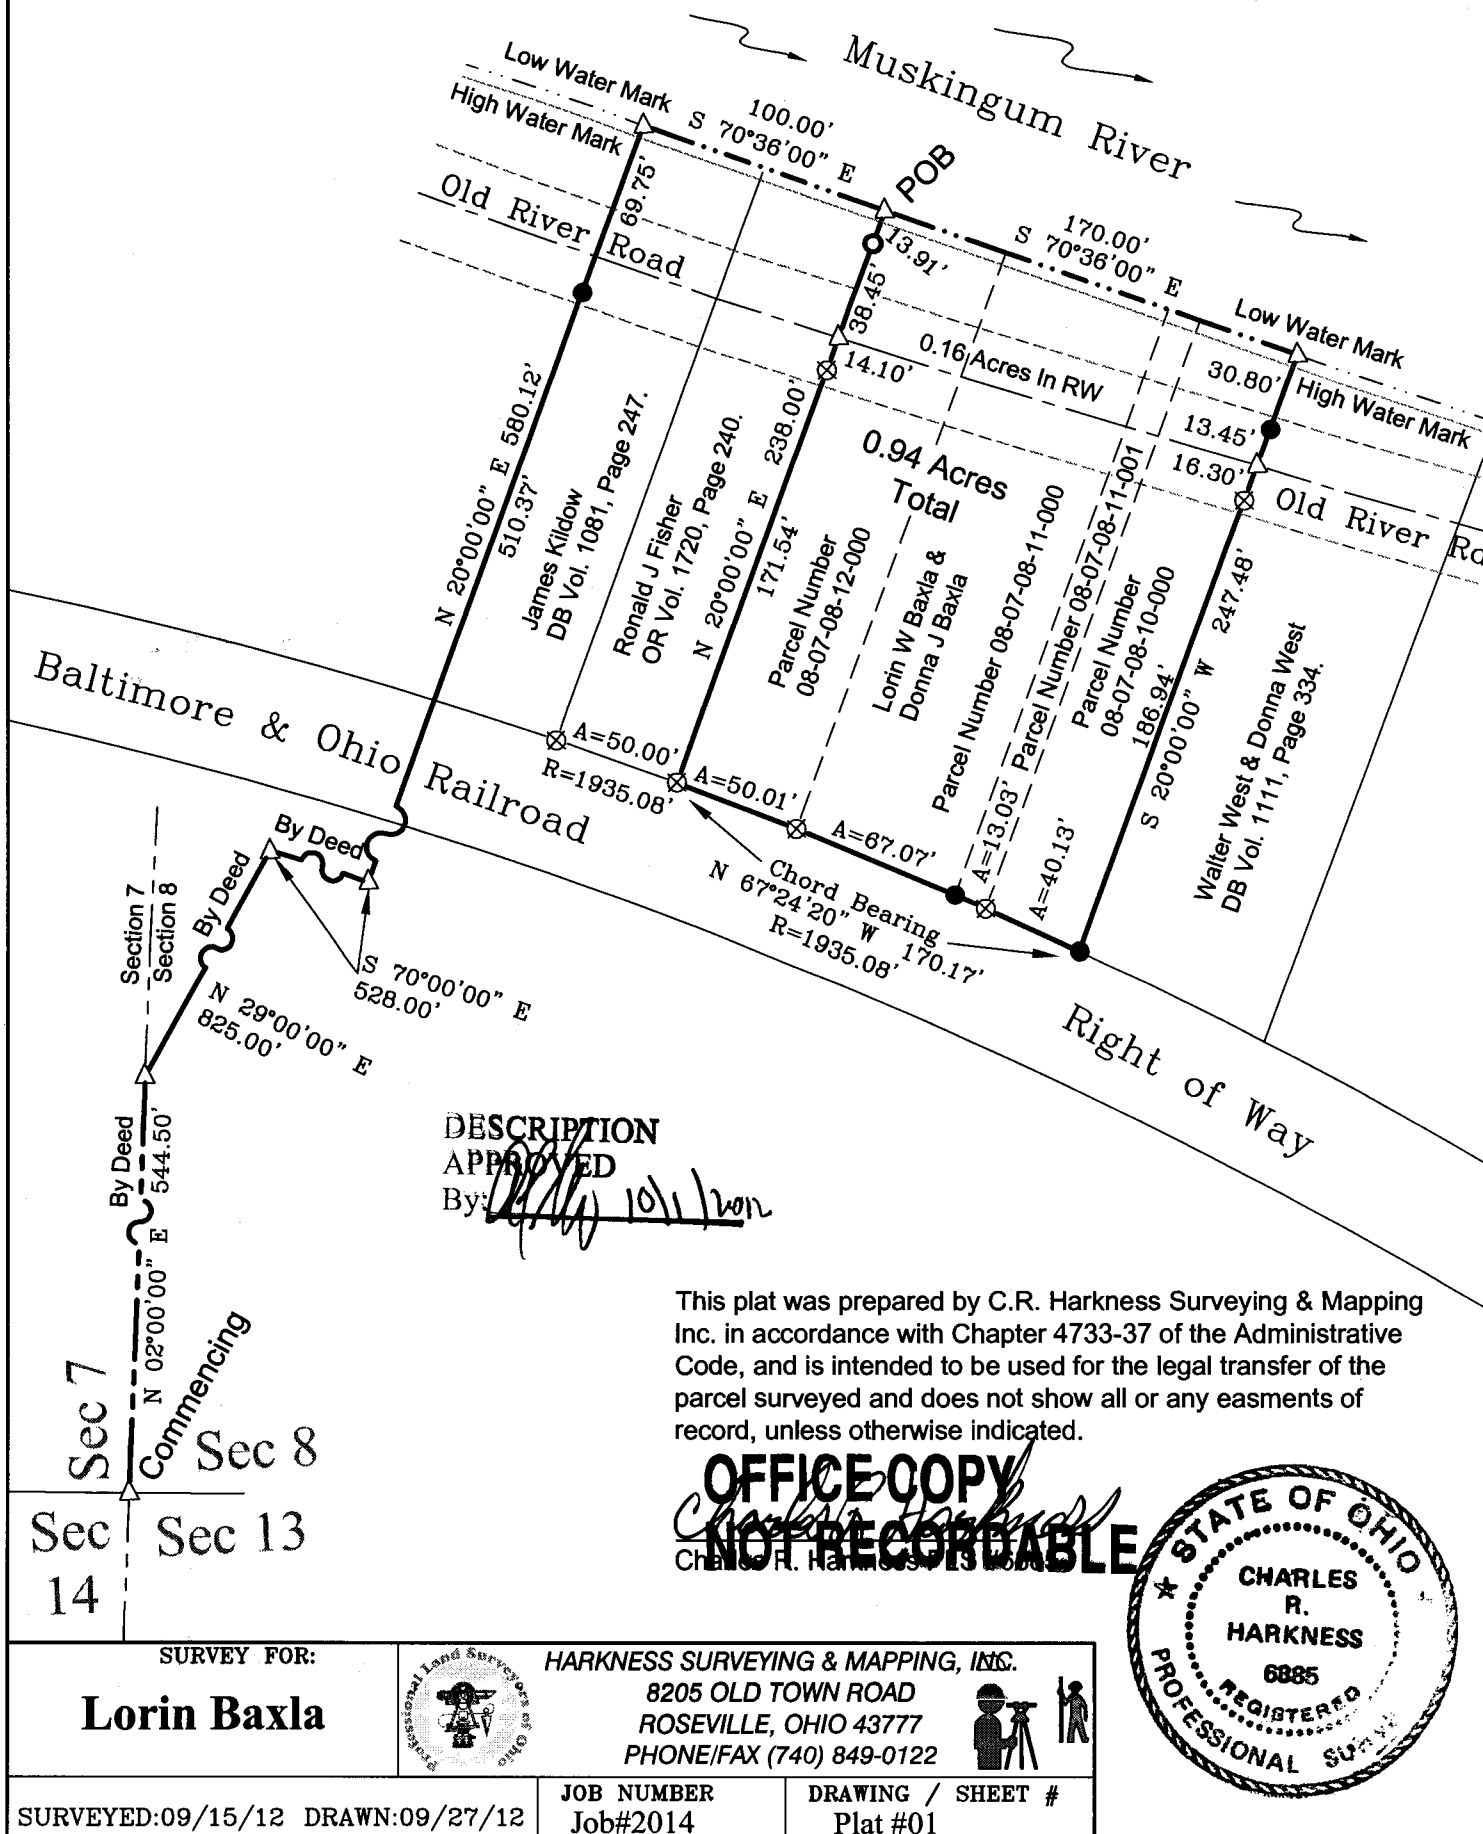 Muskingum River
Low Water Mark
High Water Mark
100.00'
S 70°36'00" E
POB
170.00'
S 70°36'00" E
Low Water Mark
High Water Mark
Old River Road
69.75'
13.91'
38.45'
14.10'
0.16 Acres In RW
30.80'
13.45'
16.30'
Old River Ro
N 20°00'00" E 580.12'
510.37'
James Kildow
DB Vol. 1081, Page 247.
Ronald J Fisher
OR Vol. 1720, Page 240.
N 20°00'00" E 238.00'
171.54'
0.94 Acres
Total
Parcel Number
08-07-08-12-000
Lorin W Baxla &
Donna J Baxla
Parcel Number 08-07-08-11-000
Parcel Number 08-07-08-11-001
Parcel Number
08-07-08-10-000
186.94'
S 20°00'00" W 247.48'
Walter West & Donna West
DB Vol. 1111, Page 334.
Baltimore & Ohio Railroad
A=50.00'
R=1935.08'
A=50.01'
A=67.07'
A=13.03'
A=40.13'
Chord Bearing
N 67°24'20" W 170.17'
R=1935.08'
Right of Way
By Deed
By Deed
Section 7
Section 8
S 70°00'00" E
528.00'
N 29°00'00" E
825.00'
By Deed
N 02°00'00" E 544.50'
Commencing
Sec 7
Sec 8
Sec
14
Sec 13
DESCRIPTION
APPROVED
By: 10/1/2012
This plat was prepared by C.R. Harkness Surveying & Mapping
Inc. in accordance with Chapter 4733-37 of the Administrative
Code, and is intended to be used for the legal transfer of the
parcel surveyed and does not show all or any easments of
record, unless otherwise indicated.
OFFICE COPY
NOT RECORDABLE
Charles R. Harkness
Charles R. Harkness
STATE OF OHIO
CHARLES
R.
HARKNESS
6885
REGISTERED
PROFESSIONAL
SURVEY FOR:
Lorin Baxla
Professional Land Surveyors of Ohio
HARKNESS SURVEYING & MAPPING, INC.
8205 OLD TOWN ROAD
ROSEVILLE, OHIO 43777
PHONE/FAX (740) 849-0122
SURVEYED:09/15/12 DRAWN:09/27/12
JOB NUMBER
Job#2014
DRAWING / SHEET #
Plat #01